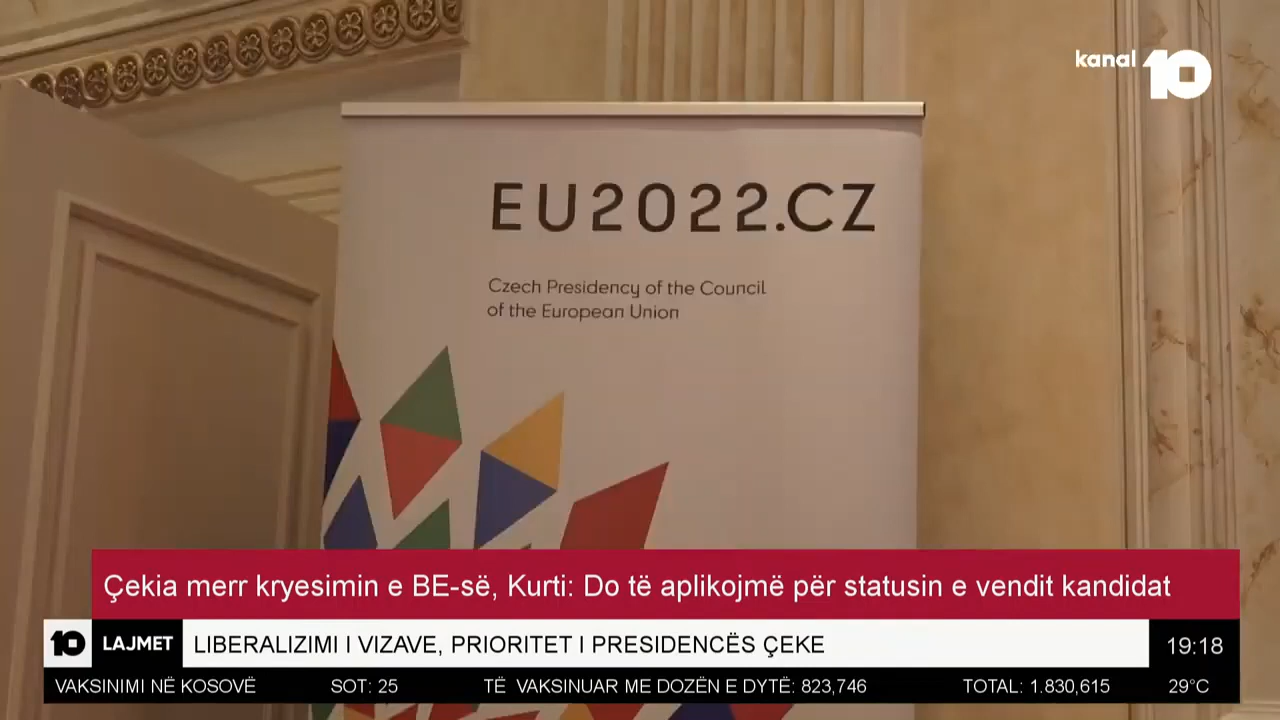 kanal 10
EU2022.CZ
Czech Presidency of the Council
of the European Union
Çekia merr kryesimin e BE-së, Kurti: Do të aplikojmë për statusin e vendit kandidat
10 LAJMET LIBERALIZIMI I VIZAVE, PRIORITET I PRESIDENCËS ÇEKE 19:18
VAKSINIMI NË KOSOVË SOT: 25 TË VAKSINUAR ME DOZËN E DYTË: 823,746 TOTAL: 1.830,615 29°C